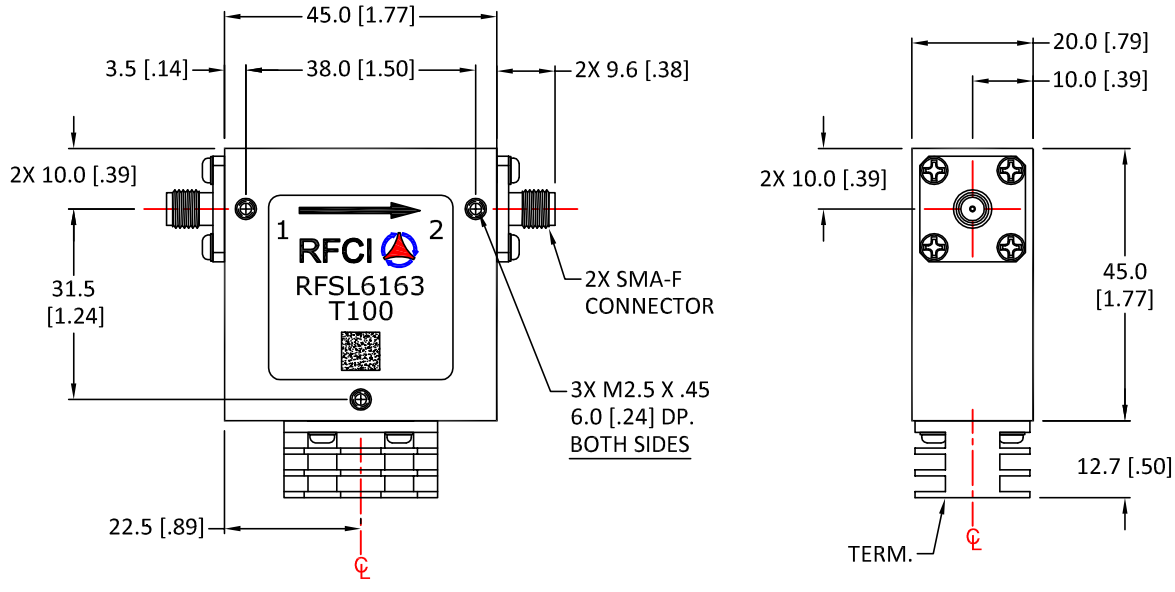 45.0 [1.77]
3.5 [.14]
38.0 [1.50]
2X 9.6 [.38]
2X 10.0 [.39]
1
2
RFCI
RFSL6163
T100
31.5
[1.24]
2X SMA-F
CONNECTOR
3X M2.5 X .45
6.0 [.24] DP.
BOTH SIDES
22.5 [.89]
CL
20.0 [.79]
10.0 [.39]
2X 10.0 [.39]
45.0
[1.77]
12.7 [.50]
TERM.
CL